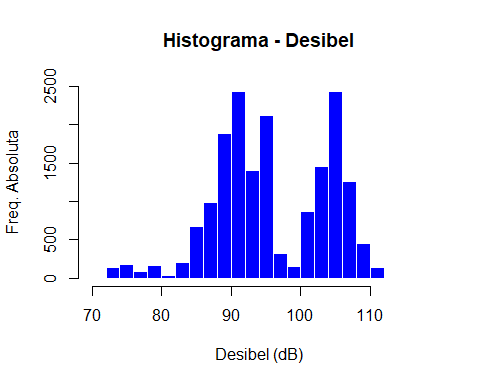 Histograma - Desibel
Freq. Absoluta
2500
1500
500
0
70 80 90 100 110
Desibel (dB)